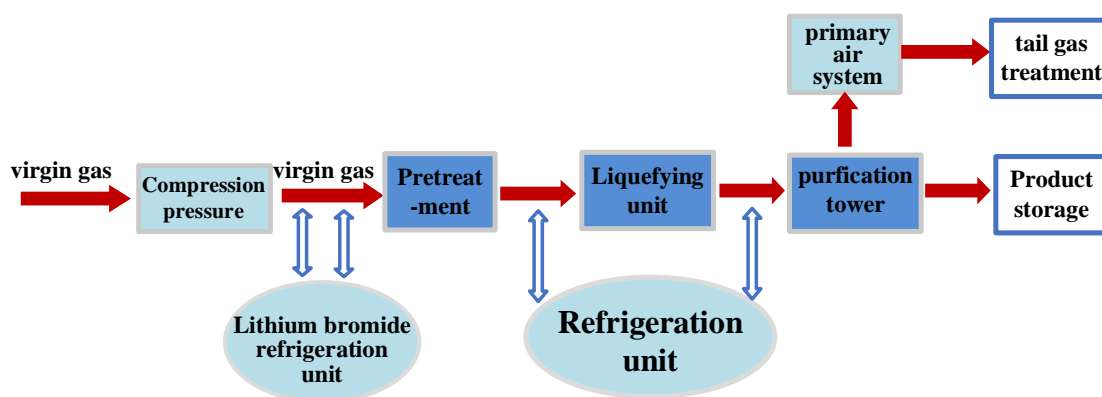 primary
air
system
tail gas
treatment
virgin gas
Compression
pressure
virgin gas
Pretreat
-ment
Liquefying
unit
purfication
tower
Product
storage
Lithium bromide
refrigeration
unit
Refrigeration
unit